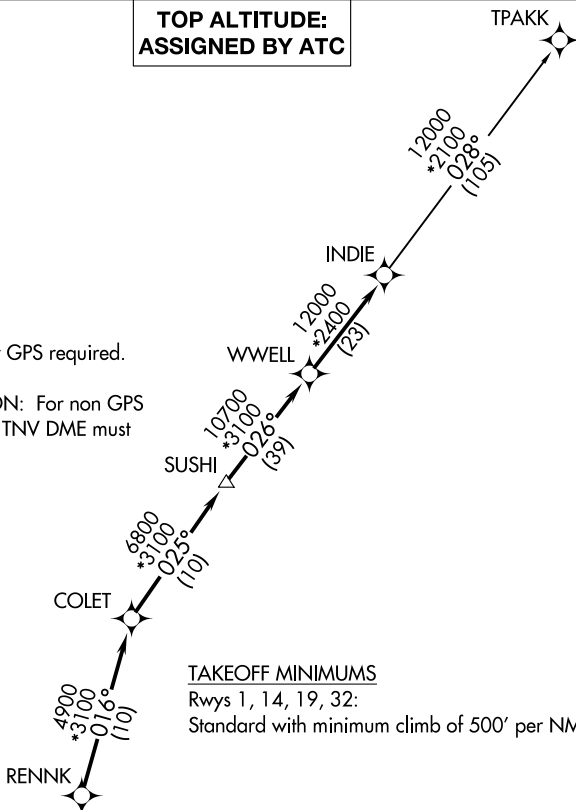 TOP ALTITUDE:
ASSIGNED BY ATC
TPAKK
12000
*2100
028°
(105)
INDIE
12000
*2400
(23)
GPS required.
WWELL
ON: For non GPS
TNV DME must
10700
*3100
026°
(39)
SUSHI
6800
*3100
025°
(10)
COLET
4900
*3100
016°
(10)
TAKEOFF MINIMUMS
Rwys 1, 14, 19, 32:
Standard with minimum climb of 500' per NM
RENNK